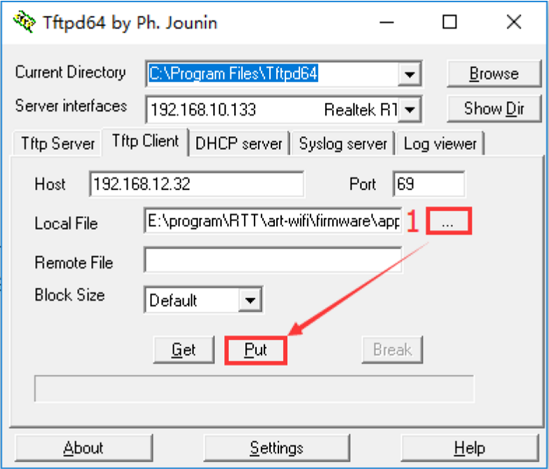 Tftpd64 by Ph. Jounin
Current Directory C:\Program Files\Tftpd64 Browse
Server interfaces 192.168.10.133 Realtek RT Show Dir
Tftp Server Tftp Client DHCP server Syslog server Log viewer
Host 192.168.12.32 Port 69
Local File E:\program\RTT\art-wifi\firmware\app 1 ...
Remote File
Block Size Default
Get Put Break
About Settings Help